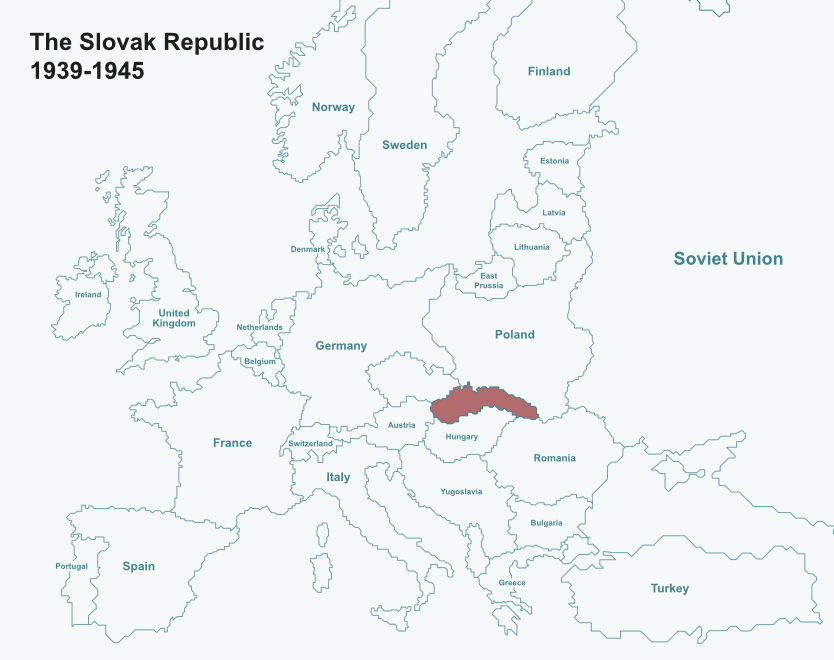 The Slovak Republic
1939-1945
Finland
Norway
Sweden
Estonia
Latvia
Lithuania
Denmark
Soviet Union
East
Prussia
Ireland
United
Kingdom
Netherlands
Poland
Germany
Belgium
Austria
Hungary
France
Switzerland
Romania
Italy
Yugoslavia
Bulgaria
Portugal
Spain
Greece
Turkey